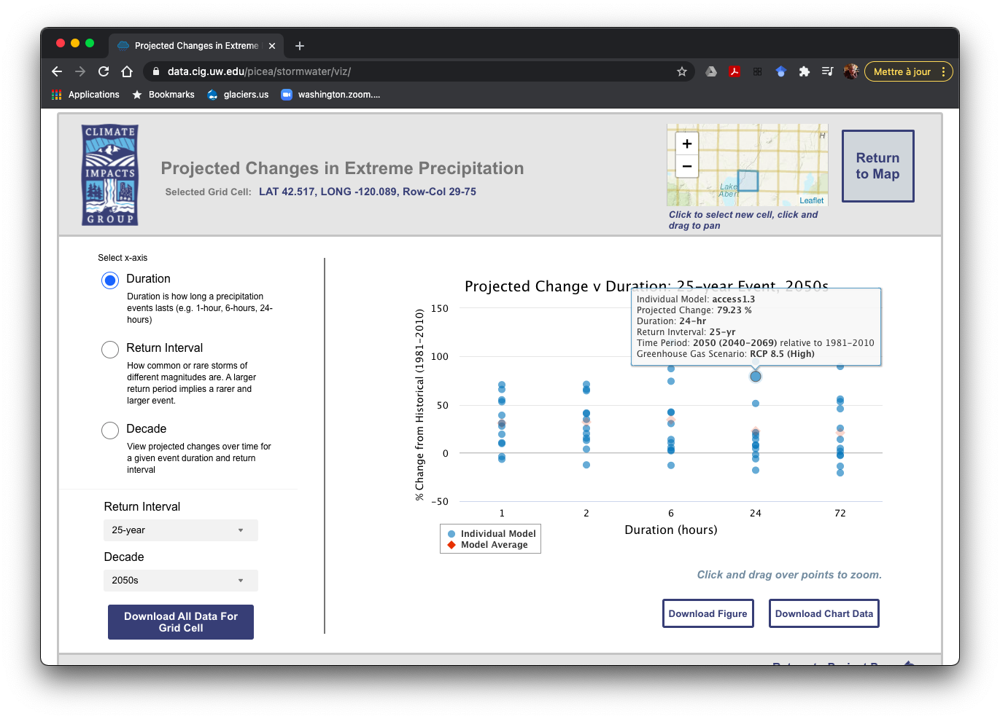 Projected Changes in Extreme
data.cig.uw.edu/picea/stormwater/viz/
Mettre à jour
Applications
Bookmarks
glaciers.us
washington.zoom....
CLIMATE
IMPACTS
GROUP
Projected Changes in Extreme Precipitation
Selected Grid Cell: LAT 42.517, LONG -120.089, Row-Col 29-75
+
−
H
Lake
Abert
Leaflet
Click to select new cell, click and
drag to pan
Return
to Map
Select x-axis
Duration
Duration is how long a precipitation
events lasts (e.g. 1-hour, 6-hours, 24-
hours)
Return Interval
How common or rare storms of
different magnitudes are. A larger
return period implies a rarer and
larger event.
Decade
View projected changes over time for
a given event duration and return
interval
Return Interval
25-year
Decade
2050s
Download All Data For
Grid Cell
Projected Change v Duration: 25-year Event, 2050s
Individual Model: access1.3
Projected Change: 79.23 %
Duration: 24-hr
Return Invterval: 25-yr
Time Period: 2050 (2040-2069) relative to 1981-2010
Greenhouse Gas Scenario: RCP 8.5 (High)
% Change from Historical (1981-2010)
150
100
50
0
-50
1
2
6
24
72
Duration (hours)
Individual Model
Model Average
Click and drag over points to zoom.
Download Figure
Download Chart Data